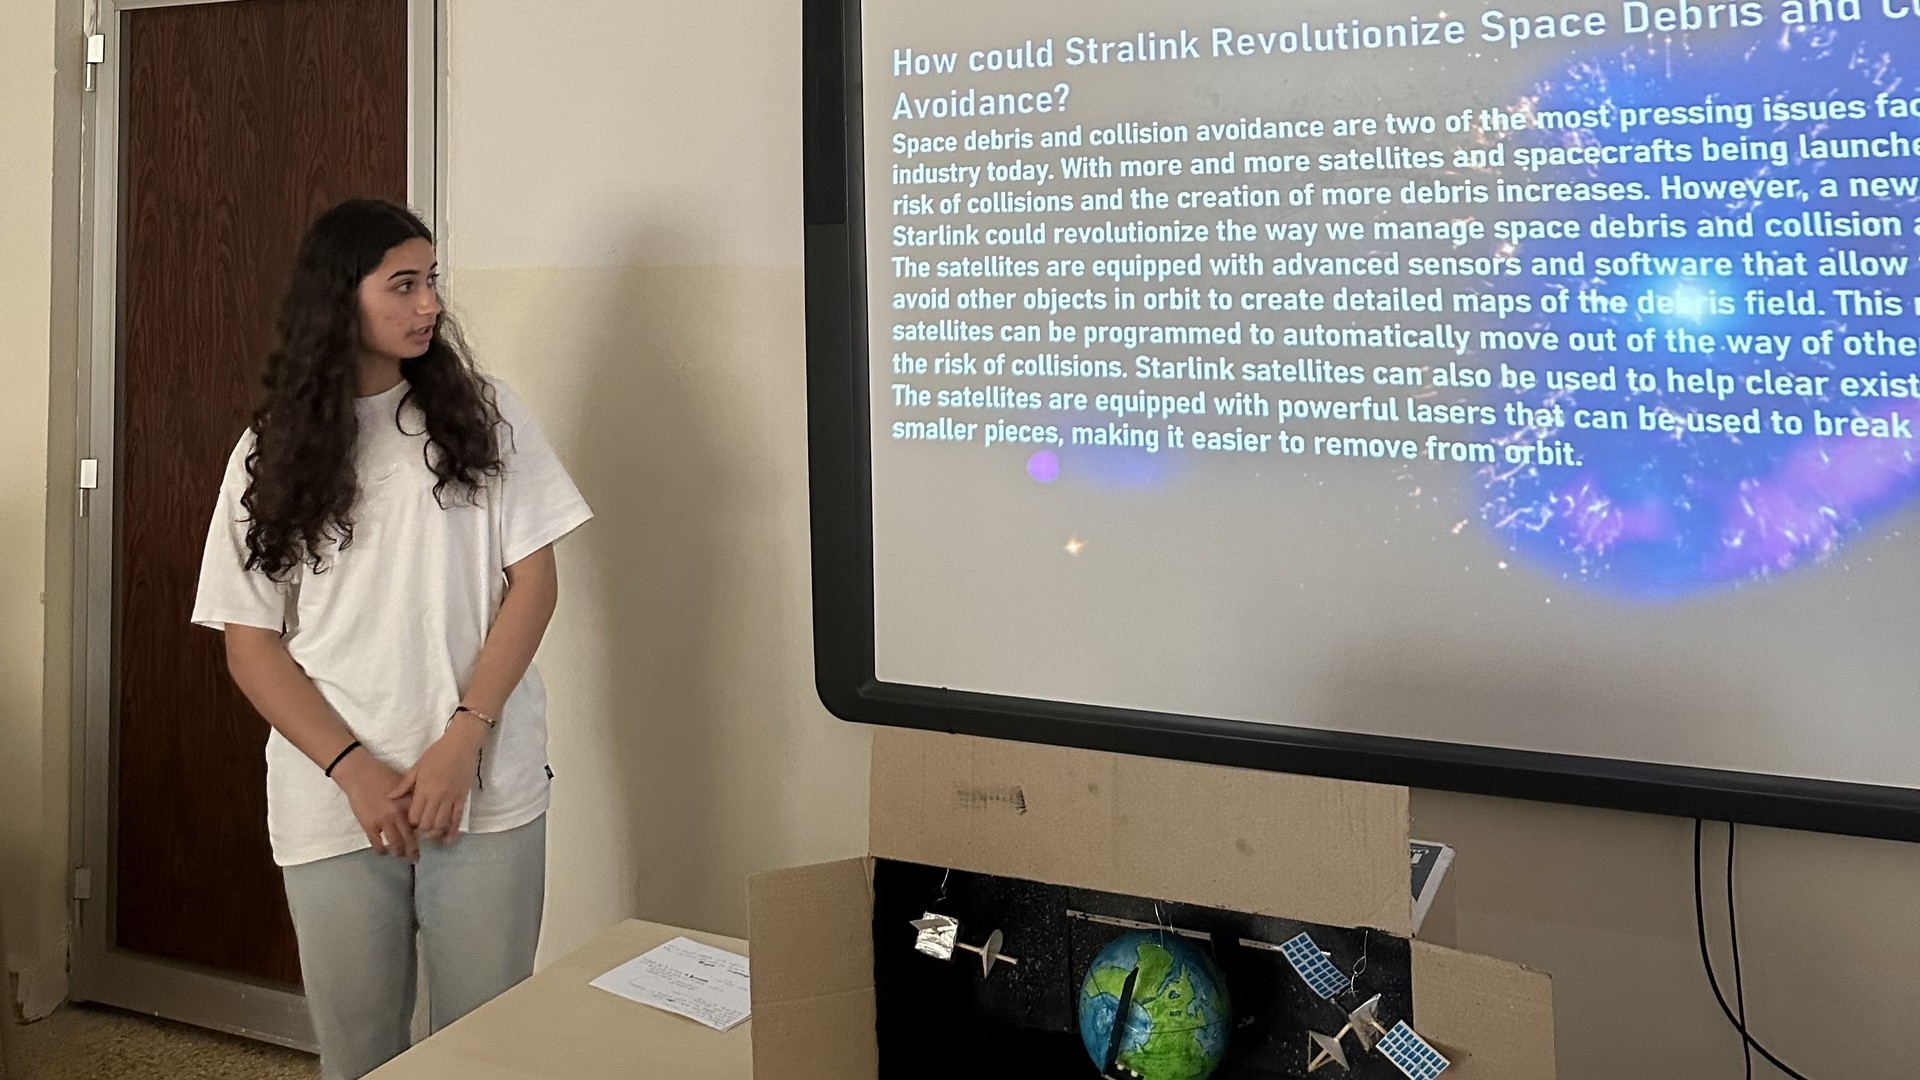 How could Stralink Revolutionize Space Debris and
Avoidance?
Space debris and collision avoidance are two of the most pressing issues
industry today. With more and more satellites and spacecrafts being
risk of collisions and the creation of more debris increases. However, a new
Starlink could revolutionize the way we manage space debris and collision
The satellites are equipped with advanced sensors and software that allow
avoid other objects in orbit to create detailed maps of the debris field. This
satellites can be programmed to automatically move out of the way of
the risk of collisions. Starlink satellites can also be used to help clear
The satellites are equipped with powerful lasers that can be used to break
smaller pieces, making it easier to remove from orbit.